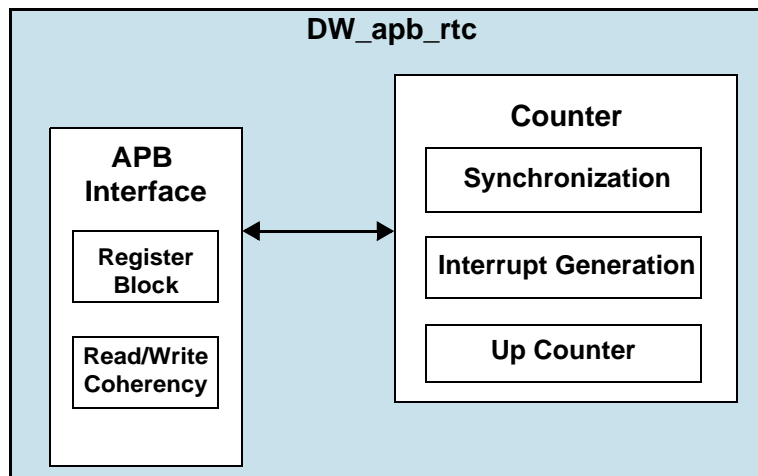 DW_apb_rtc
APB
Interface
Register
Block
Read/Write
Coherency
Counter
Synchronization
Interrupt Generation
Up Counter